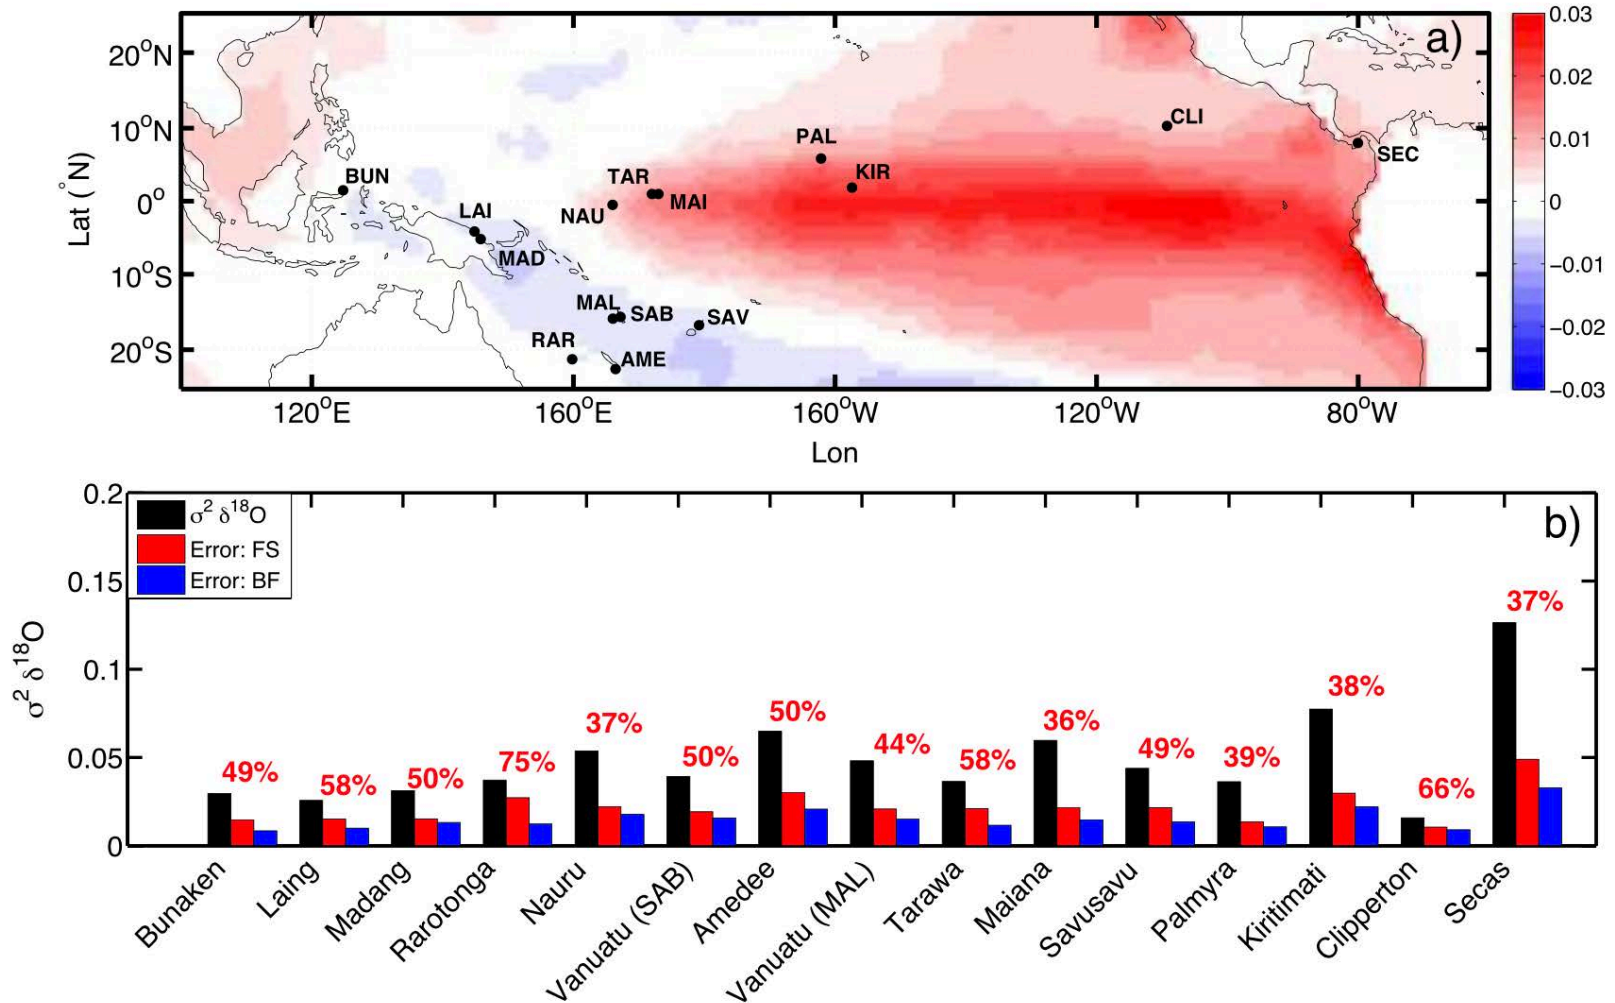 a)
20°N
10°N
0°
10°S
20°S
Lat (°N)
120°E
160°E
160°W
120°W
80°W
Lon
BUN
LAI
MAD
TAR
MAI
NAU
PAL
KIR
CLI
SEC
MAL
SAB
SAV
RAR
AME
0.03
0.02
0.01
0
−0.01
−0.02
−0.03
b)
0.2
0.15
0.1
0.05
0
σ² δ¹⁸O
σ² δ¹⁸O
Error: FS
Error: BF
49%
58%
50%
75%
37%
50%
50%
44%
58%
36%
49%
39%
38%
66%
37%
Bunaken
Laing
Madang
Rarotonga
Nauru
Vanuatu (SAB)
Amedee
Vanuatu (MAL)
Tarawa
Maiana
Savusavu
Palmyra
Kiritimati
Clipperton
Secas